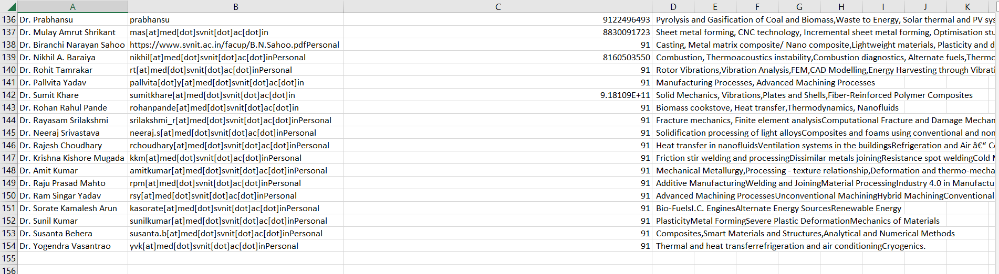 A B C D E F G H I J K
136 Dr. Prabhansu prabhansu 9122496493 Pyrolysis and Gasification of Coal and Biomass,Waste to Energy, Solar thermal and PV sys
137 Dr. Mulay Amrut Shrikant mas[at]med[dot]svnit[dot]ac[dot]in 8830091723 Sheet metal forming, CNC technology, Incremental sheet metal forming, Optimisation stu
138 Dr. Biranchi Narayan Sahoo https://www.svnit.ac.in/facup/B.N.Sahoo.pdfPersonal 91 Casting, Metal matrix composite/ Nano composite,Lightweight materials, Plasticity and d
139 Dr. Nikhil A. Baraiya nikhil[at]med[dot]svnit[dot]ac[dot]inPersonal 8160503550 Combustion, Thermoacoustics instability,Combustion diagnostics, Alternate fuels,Thermo
140 Dr. Rohit Tamrakar rt[at]med[dot]svnit[dot]ac[dot]inPersonal 91 Rotor Vibrations,Vibration Analysis,FEM,CAD Modelling,Energy Harvesting through Vibrati
141 Dr. Pallvita Yadav pallvita[dot]y[at]med[dot]svnit[dot]ac[dot]in 91 Manufacturing Processes, Advanced Machining Processes
142 Dr. Sumit Khare sumitkhare[at]med[dot]svnit[dot]ac[dot]in 9.18109E+11 Solid Mechanics, Vibrations,Plates and Shells,Fiber-Reinforced Polymer Composites
143 Dr. Rohan Rahul Pande rohanpande[at]med[dot]svnit[dot]ac[dot]in 91 Biomass cookstove, Heat transfer,Thermodynamics, Nanofluids
144 Dr. Rayasam Srilakshmi srilakshmi_r[at]med[dot]svnit[dot]ac[dot]inPersonal 91 Fracture mechanics, Finite element analysisComputational Fracture and Damage Mechan
145 Dr. Neeraj Srivastava neeraj.s[at]med[dot]svnit[dot]ac[dot]inPersonal 91 Solidification processing of light alloysComposites and foams using conventional and non
146 Dr. Rajesh Choudhary rchoudhary[at]med[dot]svnit[dot]ac[dot]inPersonal 91 Heat transfer in nanofluidsVentilation systems in the buildingsRefrigeration and Air â€“ Co
147 Dr. Krishna Kishore Mugada kkm[at]med[dot]svnit[dot]ac[dot]inPersonal 91 Friction stir welding and processingDissimilar metals joiningResistance spot weldingCold M
148 Dr. Amit Kumar amitkumar[at]med[dot]svnit[dot]ac[dot]inPersonal 91 Mechanical Metallurgy,Processing - texture relationship,Deformation and thermo-mecha
149 Dr. Raju Prasad Mahto rpm[at]med[dot]svnit[dot]ac[dot]inPersonal 91 Additive ManufacturingWelding and JoiningMaterial ProcessingIndustry 4.0 in Manufactu
150 Dr. Ram Singar Yadav rsy[at]med[dot]svnit[dot]ac[dot]inPersonal 91 Advanced Machining ProcessesUnconventional MachiningHybrid MachiningConventional
151 Dr. Sorate Kamalesh Arun kasorate[at]med[dot]svnit[dot]ac[dot]inPersonal 91 Bio-FuelsI.C. EnginesAlternate Energy SourcesRenewable Energy
152 Dr. Sunil Kumar sunilkumar[at]med[dot]svnit[dot]ac[dot]inPersonal 91 PlasticityMetal FormingSevere Plastic DeformationMechanics of Materials
153 Dr. Susanta Behera susanta.b[at]med[dot]svnit[dot]ac[dot]inPersonal 91 Composites,Smart Materials and Structures,Analytical and Numerical Methods
154 Dr. Yogendra Vasantrao yvk[at]med[dot]svnit[dot]ac[dot]inPersonal 91 Thermal and heat transferrefrigeration and air conditioningCryogenics.
155
156